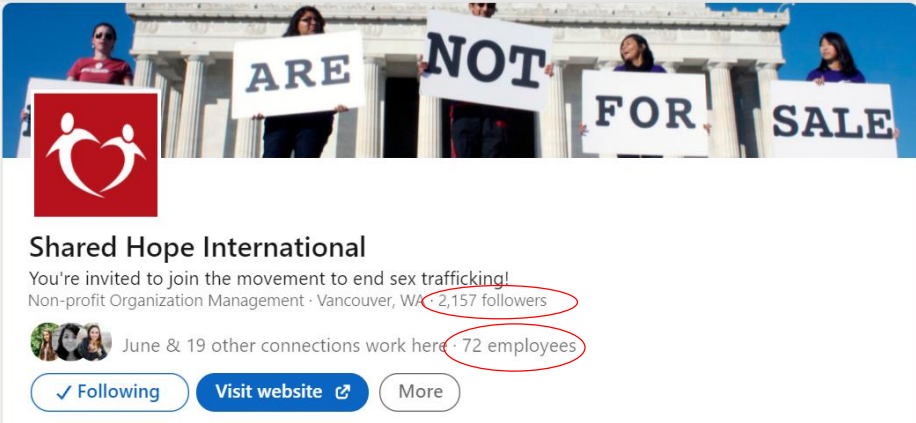 ARE NOT FOR SALE
Shared Hope International
You're invited to join the movement to end sex trafficking!
Non-profit Organization Management · Vancouver, WA · 2,157 followers
June & 19 other connections work here · 72 employees
✓ Following Visit website More